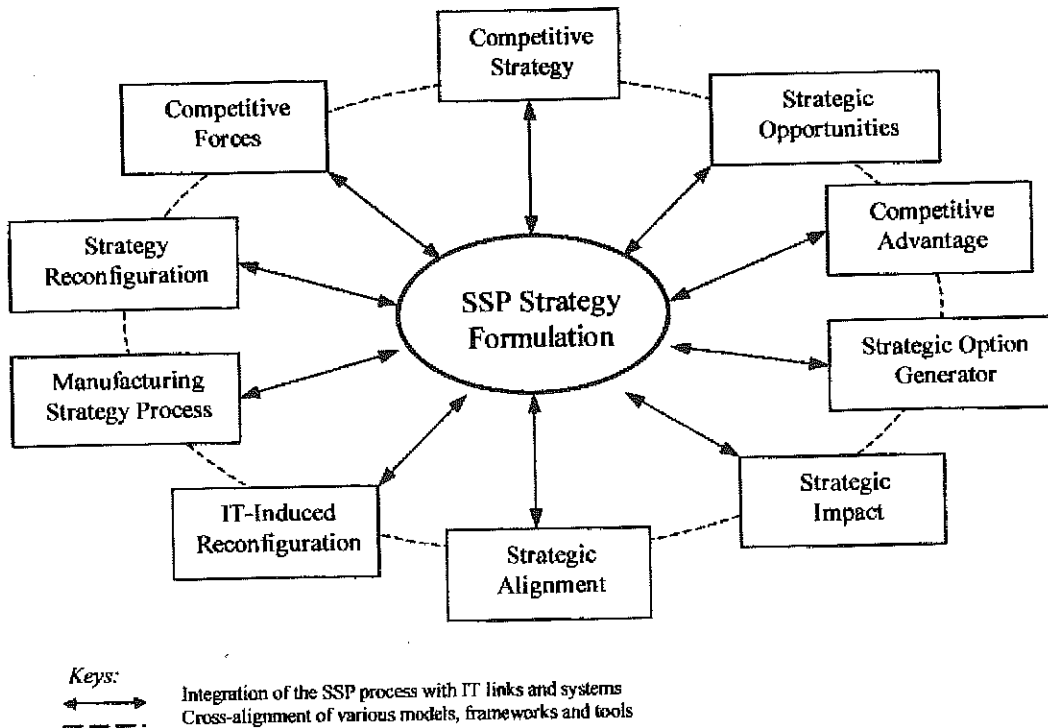 Competitive
Strategy
Competitive
Forces
Strategic
Opportunities
Competitive
Advantage
Strategy
Reconfiguration
SSP Strategy
Formulation
Strategic Option
Generator
Manufacturing
Strategy Process
Strategic
Impact
IT-Induced
Reconfiguration
Strategic
Alignment
Keys:
Integration of the SSP process with IT links and systems
Cross-alignment of various models, frameworks and tools